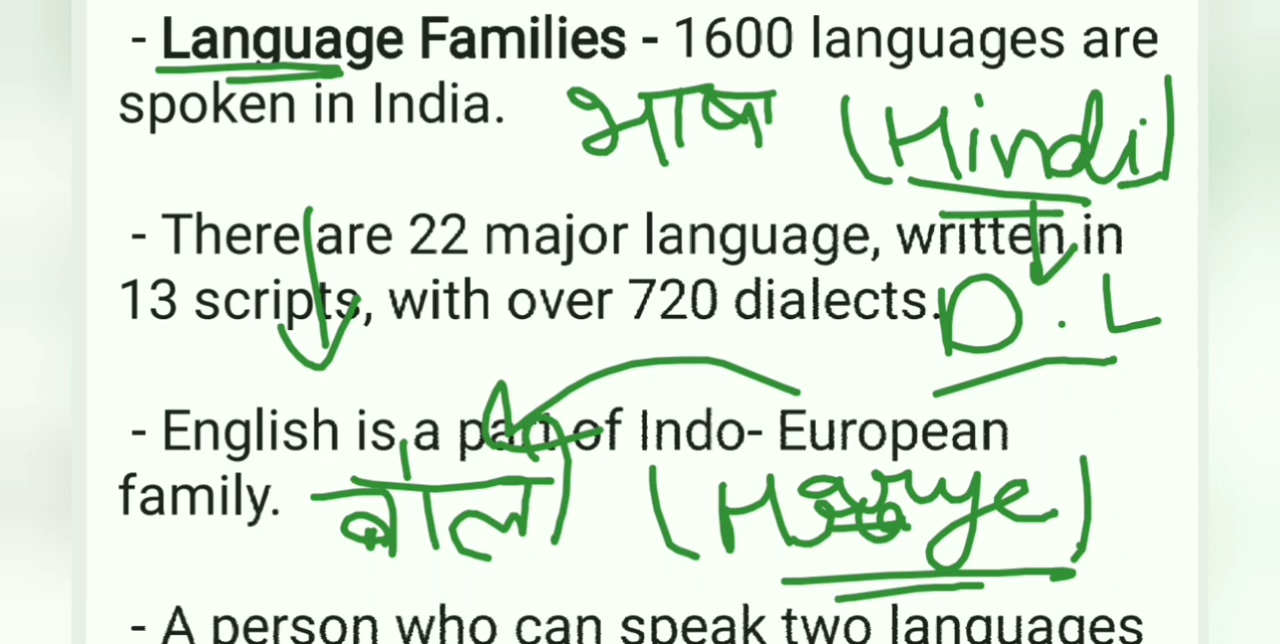 - Language Families - 1600 languages are
spoken in India. भाषा (Hindi)
- There are 22 major language, written in
13 scripts, with over 720 dialects. D.L
- English is a part of Indo- European
family. बोली
- A person who can speak two languages